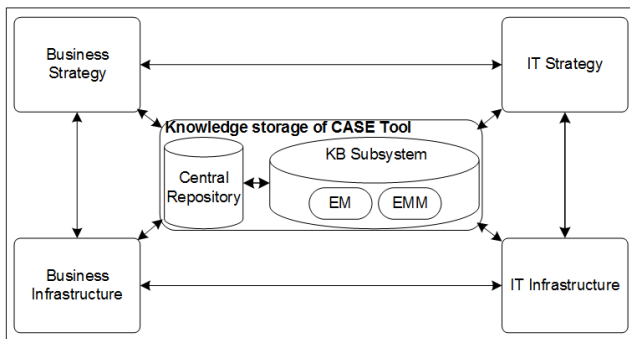 Business
Strategy
IT Strategy
Knowledge storage of CASE Tool
KB Subsystem
Central
Repository
EM
EMM
Business
Infrastructure
IT Infrastructure